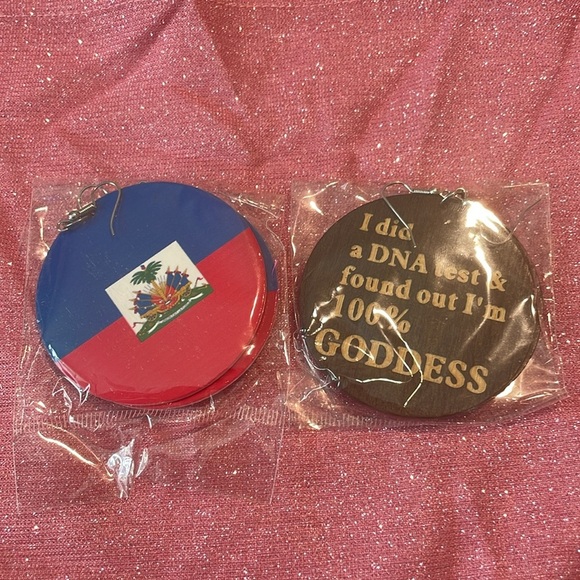 I did
a DNA test &
found out I'm
100%
GODDESS